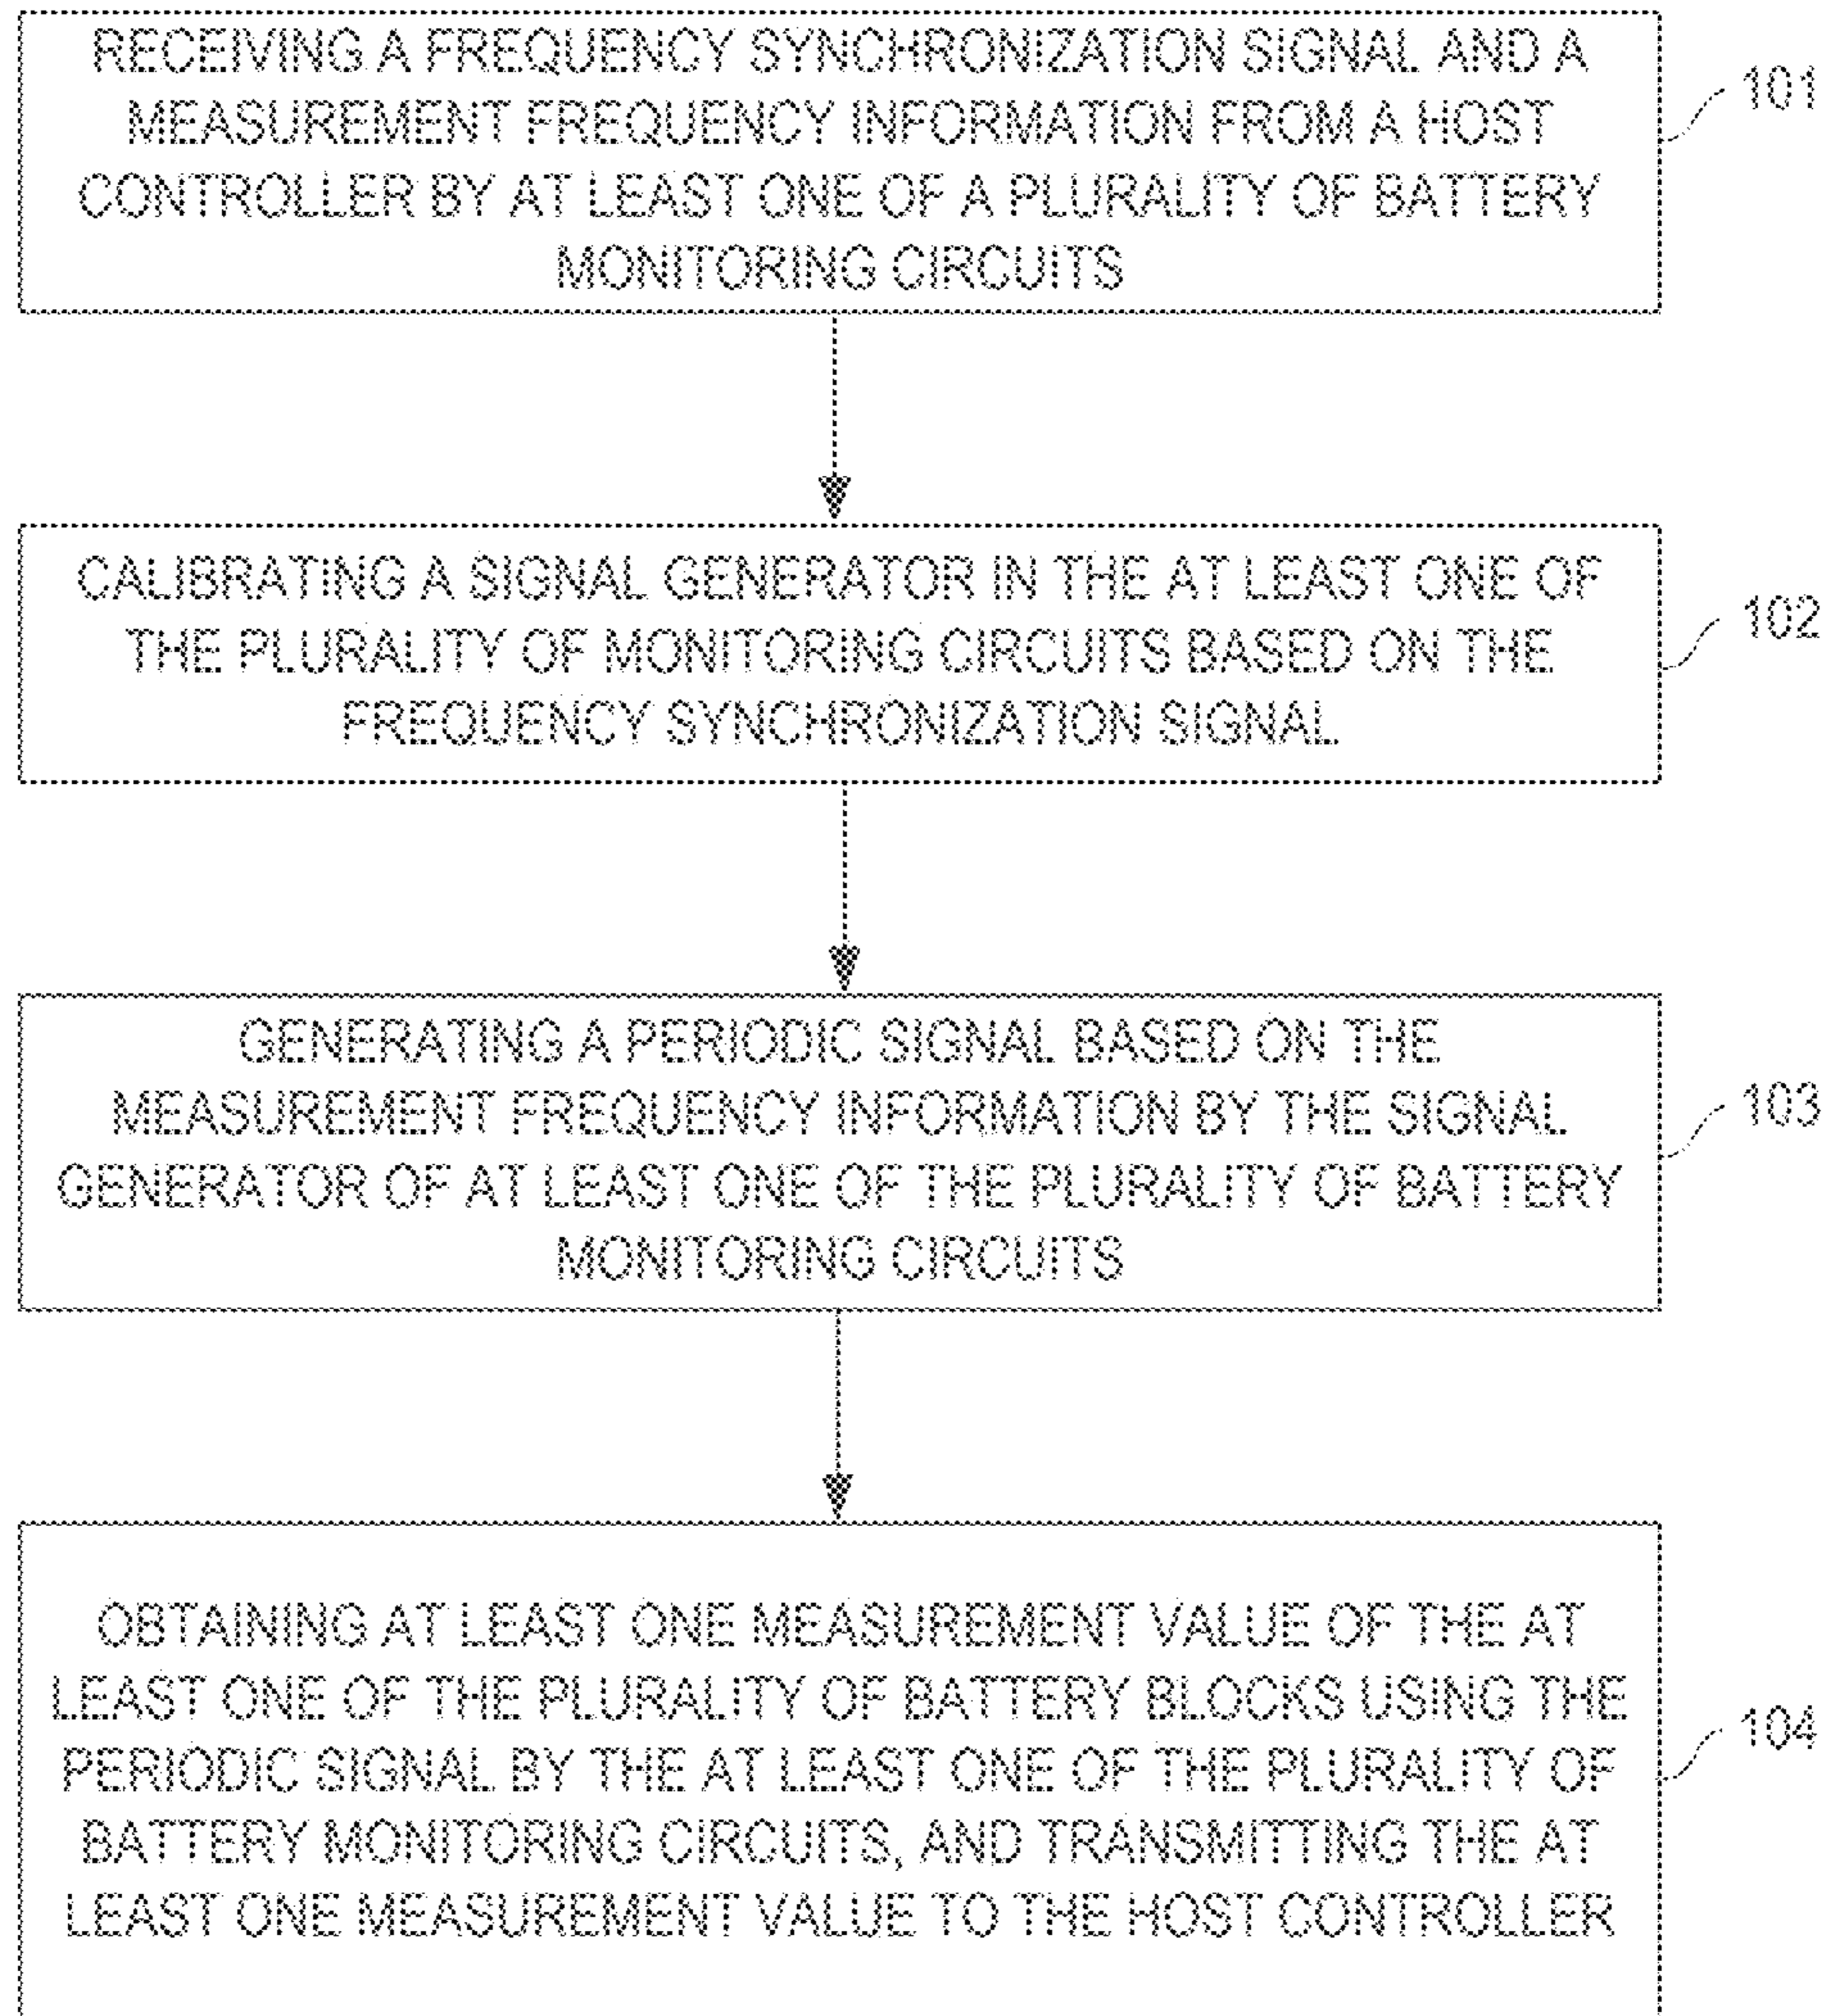 RECEIVING A FREQUENCY SYNCHRONIZATION SIGNAL AND A
MEASUREMENT FREQUENCY INFORMATION FROM A HOST
CONTROLLER BY AT LEAST ONE OF A PLURALITY OF BATTERY
MONITORING CIRCUITS
101
CALIBRATING A SIGNAL GENERATOR IN THE AT LEAST ONE OF
THE PLURALITY OF MONITORING CIRCUITS BASED ON THE
FREQUENCY SYNCHRONIZATION SIGNAL
102
GENERATING A PERIODIC SIGNAL BASED ON THE
MEASUREMENT FREQUENCY INFORMATION BY THE SIGNAL
GENERATOR OF AT LEAST ONE OF THE PLURALITY OF BATTERY
MONITORING CIRCUITS
103
OBTAINING AT LEAST ONE MEASUREMENT VALUE OF THE AT
LEAST ONE OF THE PLURALITY OF BATTERY BLOCKS USING THE
PERIODIC SIGNAL BY THE AT LEAST ONE OF THE PLURALITY OF
BATTERY MONITORING CIRCUITS, AND TRANSMITTING THE AT
LEAST ONE MEASUREMENT VALUE TO THE HOST CONTROLLER
104